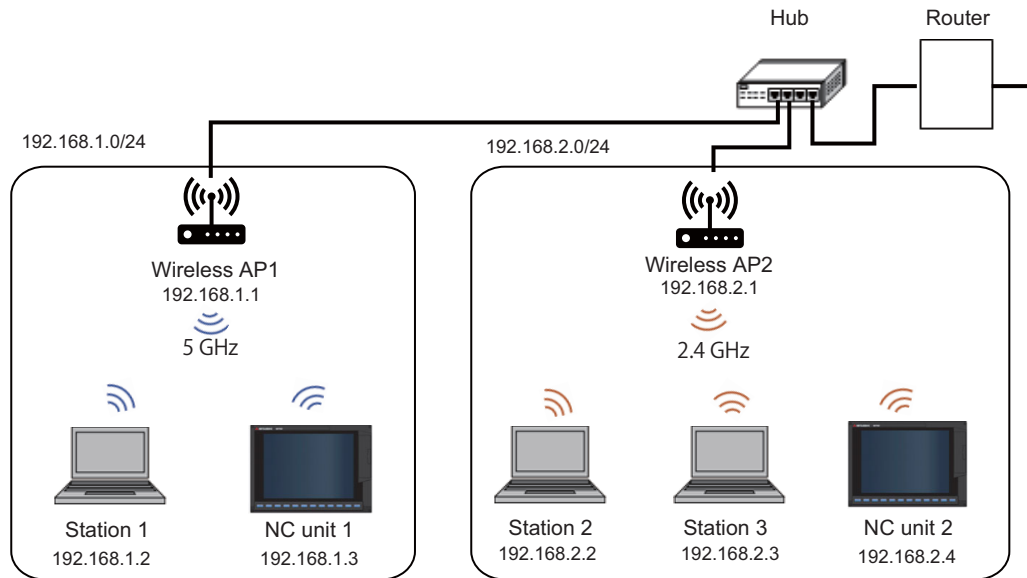 Hub
Router
192.168.1.0/24
192.168.2.0/24
Wireless AP1
192.168.1.1
5 GHz
Wireless AP2
192.168.2.1
2.4 GHz
Station 1
192.168.1.2
NC unit 1
192.168.1.3
Station 2
192.168.2.2
Station 3
192.168.2.3
NC unit 2
192.168.2.4